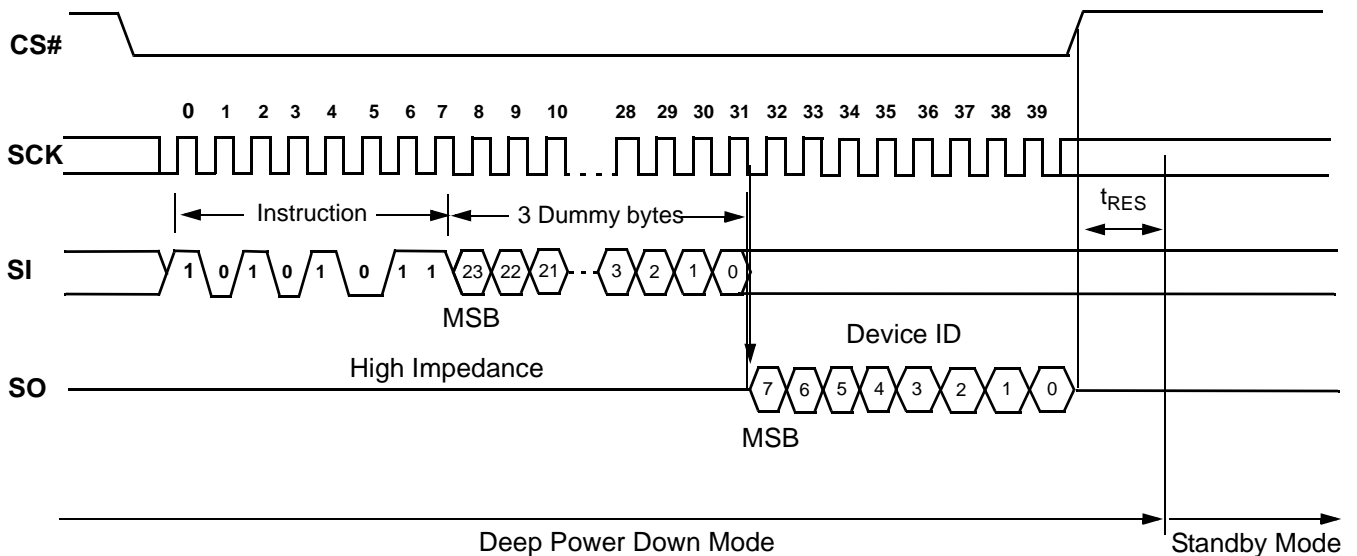 CS#
0 1 2 3 4 5 6 7 8 9 10 28 29 30 31 32 33 34 35 36 37 38 39
SCK
Instruction 3 Dummy bytes tRES
SI 1 0 1 0 1 0 1 1 23 22 21 3 2 1 0
MSB
Device ID
High Impedance
SO 7 6 5 4 3 2 1 0
MSB
Deep Power Down Mode Standby Mode